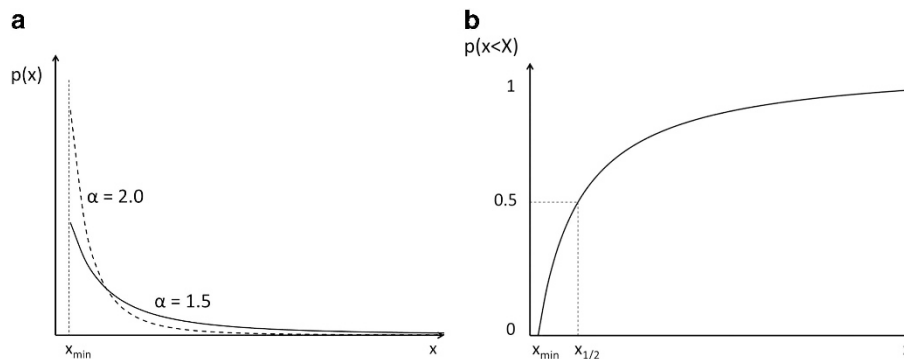 a
p(x)
α = 2.0
α = 1.5
x_min
x
b
p(x<X)
1
0.5
0
x_min
x_1/2